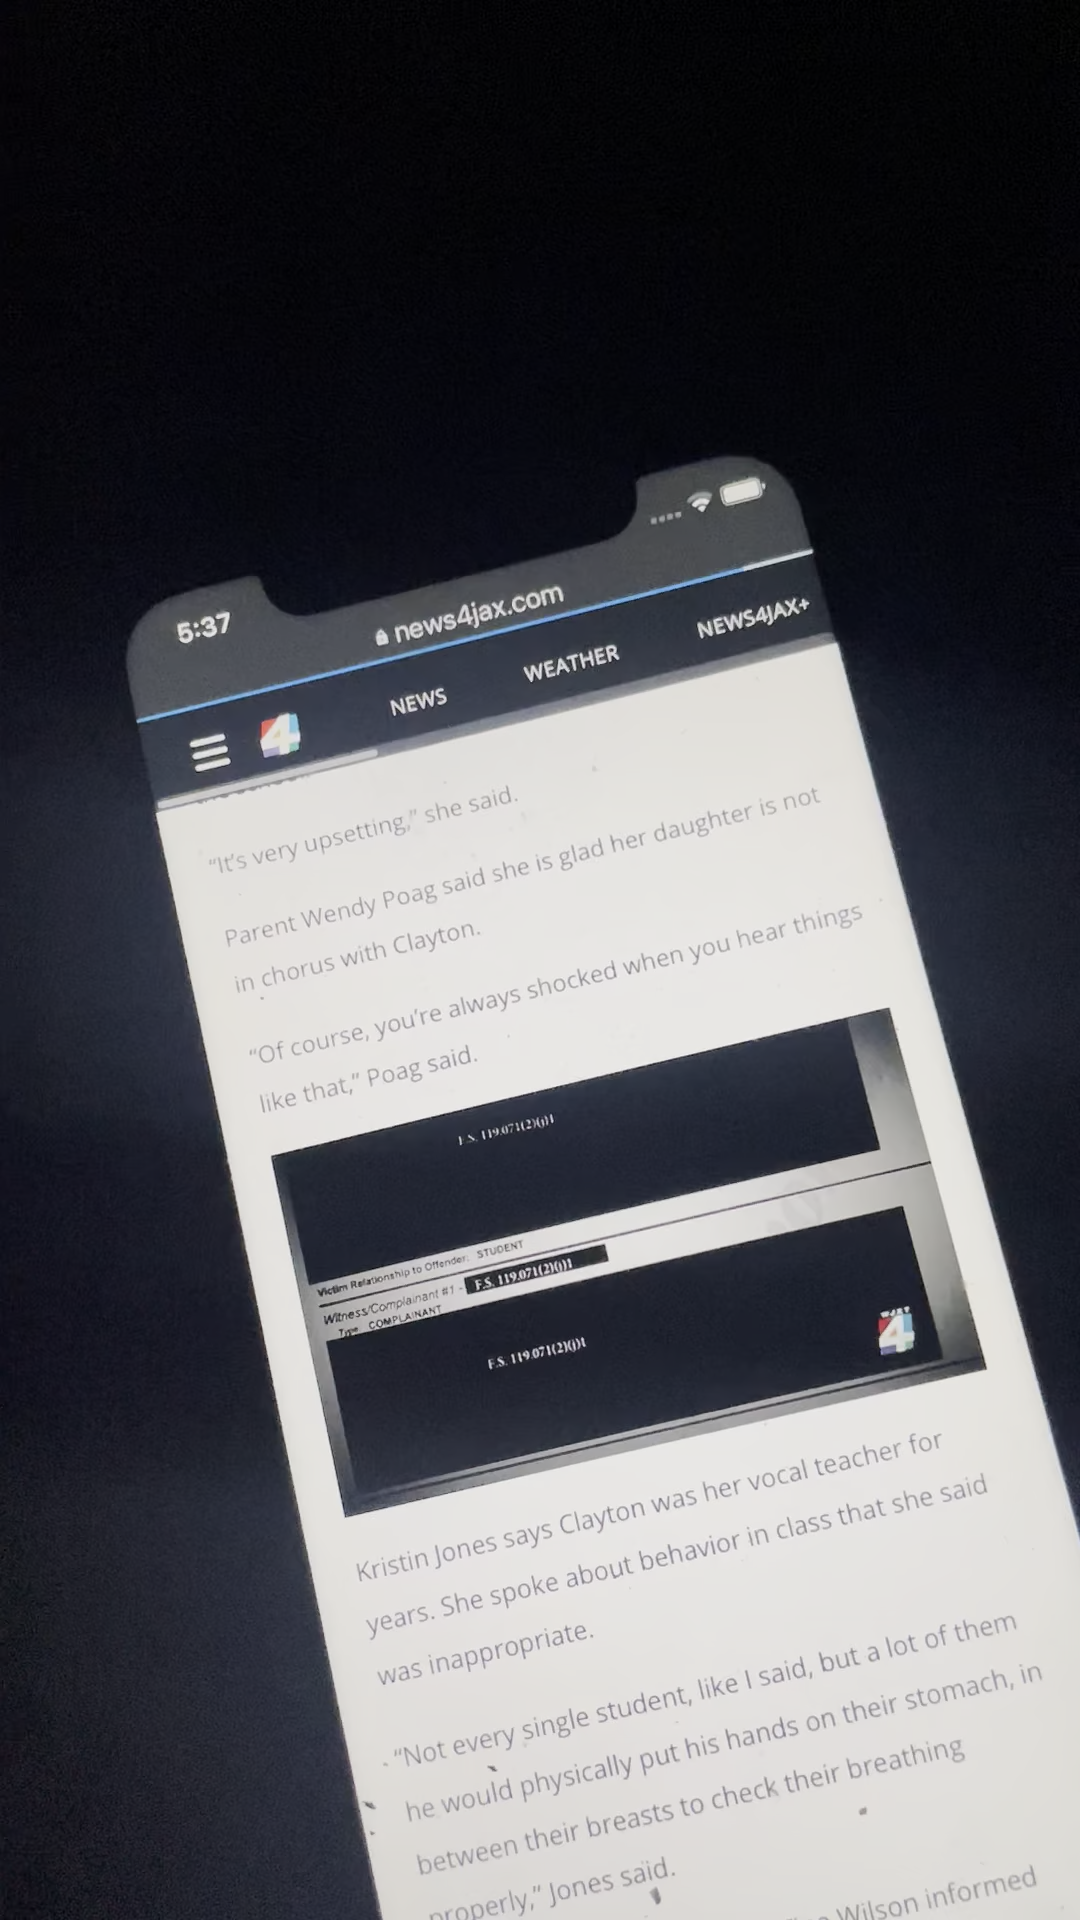 5:37
news4jax.com
4
NEWS
WEATHER
NEWS4JAX+
“It's very upsetting,” she said.
Parent Wendy Poag said she is glad her daughter is not
in chorus with Clayton.
“Of course, you're always shocked when you hear things
like that,” Poag said.
F.S. 119.071(2)(j)1
Victim Relationship to Offender: STUDENT
Witness/Complainant #1 - F.S. 119.071(2)(j)1
Type COMPLAINANT
F.S. 119.071(2)(j)1
WJXT
4
Kristin Jones says Clayton was her vocal teacher for
years. She spoke about behavior in class that she said
was inappropriate.
“Not every single student, like I said, but a lot of them
he would physically put his hands on their stomach, in
between their breasts to check their breathing
properly,” Jones said.
Wilson informed